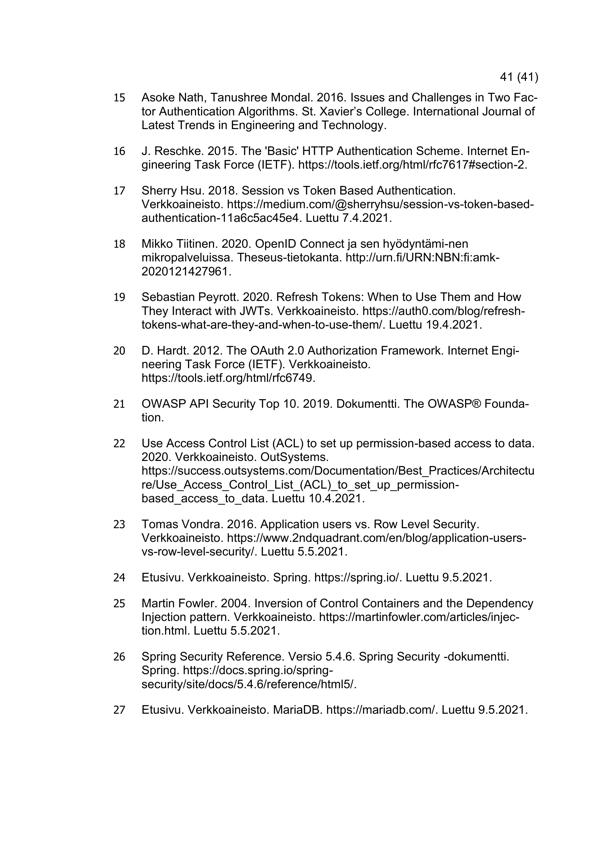 41 (41)
15 Asoke Nath, Tanushree Mondal. 2016. Issues and Challenges in Two Fac-
tor Authentication Algorithms. St. Xavier's College. International Journal of
Latest Trends in Engineering and Technology.
16 J. Reschke. 2015. The 'Basic' HTTP Authentication Scheme. Internet En-
gineering Task Force (IETF). https://tools.ietf.org/html/rfc7617#section-2.
17 Sherry Hsu. 2018. Session vs Token Based Authentication.
Verkkoaineisto. https://medium.com/@sherryhsu/session-vs-token-based-
authentication-11a6c5ac45e4. Luettu 7.4.2021.
18 Mikko Tiitinen. 2020. OpenID Connect ja sen hyödyntämi-nen
mikropalveluissa. Theseus-tietokanta. http://urn.fi/URN:NBN:fi:amk-
2020121427961.
19 Sebastian Peyrott. 2020. Refresh Tokens: When to Use Them and How
They Interact with JWTs. Verkkoaineisto. https://auth0.com/blog/refresh-
tokens-what-are-they-and-when-to-use-them/. Luettu 19.4.2021.
20 D. Hardt. 2012. The OAuth 2.0 Authorization Framework. Internet Engi-
neering Task Force (IETF). Verkkoaineisto.
https://tools.ietf.org/html/rfc6749.
21 OWASP API Security Top 10. 2019. Dokumentti. The OWASP® Founda-
tion.
22 Use Access Control List (ACL) to set up permission-based access to data.
2020. Verkkoaineisto. OutSystems.
https://success.outsystems.com/Documentation/Best_Practices/Architectu
re/Use_Access_Control_List_(ACL)_to_set_up_permission-
based_access_to_data. Luettu 10.4.2021.
23 Tomas Vondra. 2016. Application users vs. Row Level Security.
Verkkoaineisto. https://www.2ndquadrant.com/en/blog/application-users-
vs-row-level-security/. Luettu 5.5.2021.
24 Etusivu. Verkkoaineisto. Spring. https://spring.io/. Luettu 9.5.2021.
25 Martin Fowler. 2004. Inversion of Control Containers and the Dependency
Injection pattern. Verkkoaineisto. https://martinfowler.com/articles/injec-
tion.html. Luettu 5.5.2021.
26 Spring Security Reference. Versio 5.4.6. Spring Security -dokumentti.
Spring. https://docs.spring.io/spring-
security/site/docs/5.4.6/reference/html5/.
27 Etusivu. Verkkoaineisto. MariaDB. https://mariadb.com/. Luettu 9.5.2021.